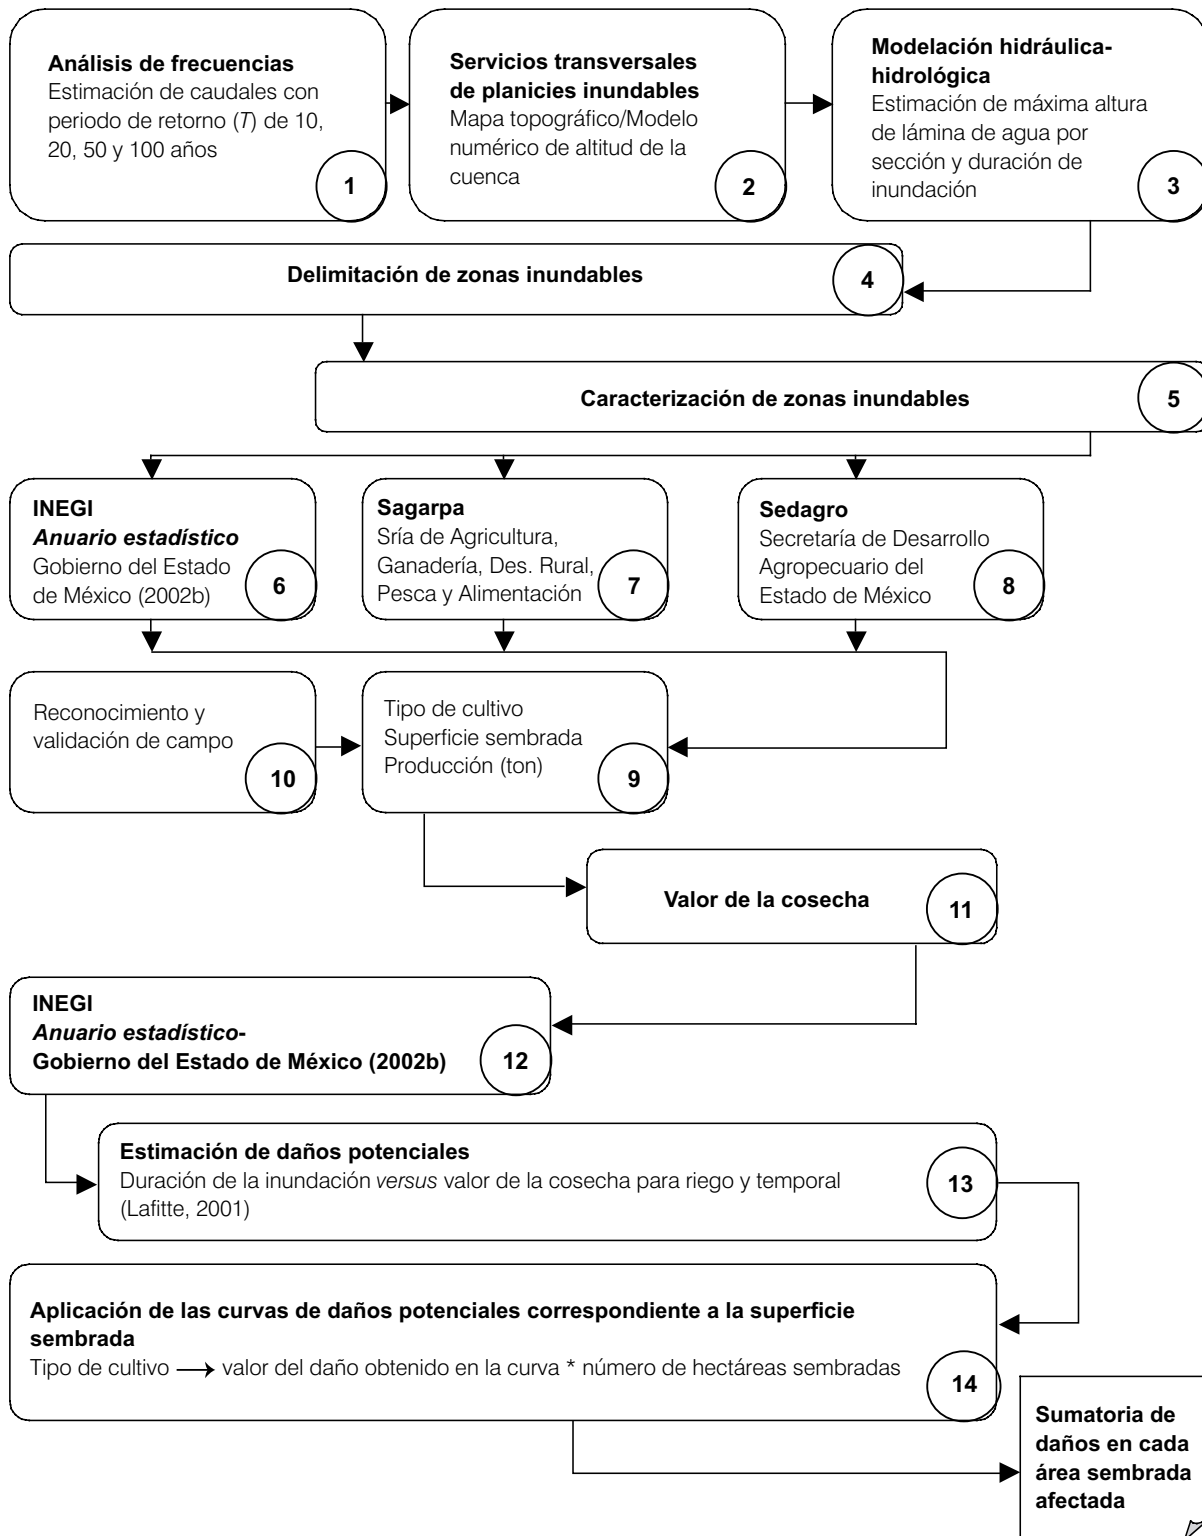 Análisis de frecuencias
Estimación de caudales con
periodo de retorno (T) de 10,
20, 50 y 100 años
1
Servicios transversales
de planicies inundables
Mapa topográfico/Modelo
numérico de altitud de la
cuenca
2
Modelación hidráulica-
hidrológica
Estimación de máxima altura
de lámina de agua por
sección y duración de
inundación
3
Delimitación de zonas inundables
4
Caracterización de zonas inundables
5
INEGI
Anuario estadístico
Gobierno del Estado
de México (2002b)
6
Sagarpa
Sría de Agricultura,
Ganadería, Des. Rural,
Pesca y Alimentación
7
Sedagro
Secretaría de Desarrollo
Agropecuario del
Estado de México
8
Reconocimiento y
validación de campo
10
Tipo de cultivo
Superficie sembrada
Producción (ton)
9
Valor de la cosecha
11
INEGI
Anuario estadístico-
Gobierno del Estado de México (2002b)
12
Estimación de daños potenciales
Duración de la inundación versus valor de la cosecha para riego y temporal
(Lafitte, 2001)
13
Aplicación de las curvas de daños potenciales correspondiente a la superficie
sembrada
Tipo de cultivo → valor del daño obtenido en la curva * número de hectáreas sembradas
14
Sumatoria de
daños en cada
área sembrada
afectada